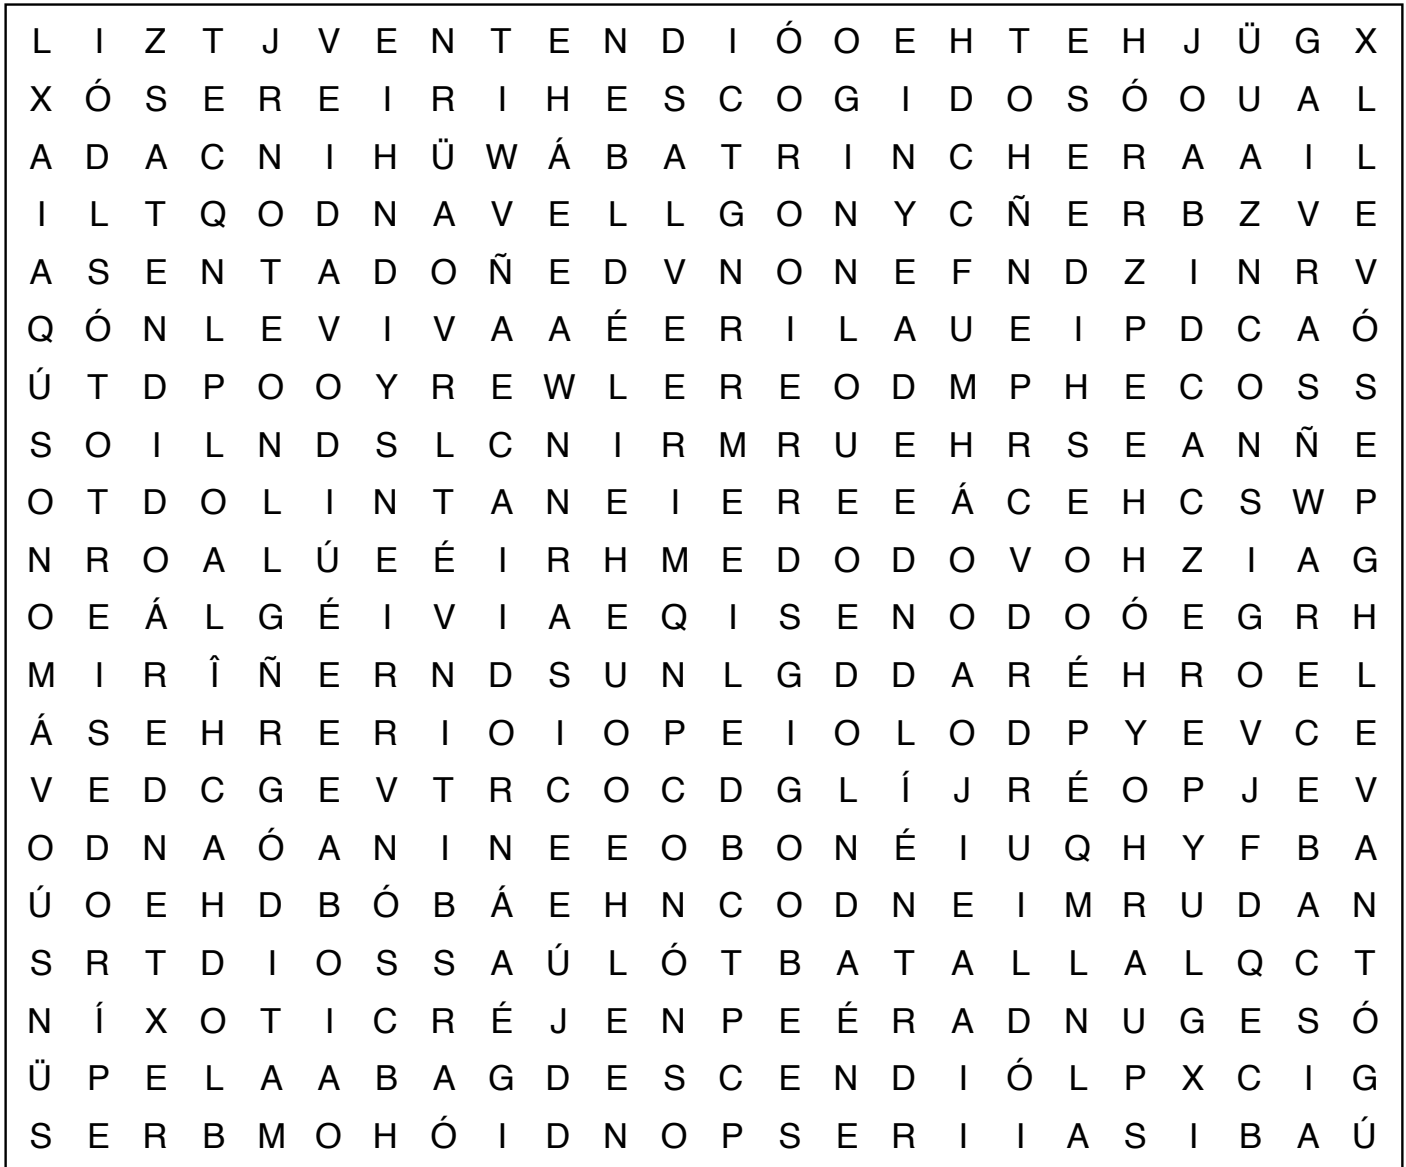 L I Z T J V E N T E N D I Ó O E H T E H J Ü G X
X Ó S E R E I R I H E S C O G I D O S Ó O U A L
A D A C N I H Ü W Á B A T R I N C H E R A A I L
I L T Q O D N A V E L L G O N Y C Ñ E R B Z V E
A S E N T A D O Ñ E D V N O N E F N D Z I N R V
Q Ó N L E V I V A A É E R I L A U E I P D C A Ó
Ú T D P O O Y R E W L E R E O D M P H E C O S S
S O I L N D S L C N I R M R U E H R S E A N Ñ E
O T D O L I N T A N E I E R E E Á C E H C S W P
N R O A L Ú E É I R H M E D O D O V O H Z I A G
O E Á L G É I V I A E Q I S E N O D O Ó E G R H
M I R Î Ñ E R N D S U N L G D D A R É H R O E L
Á S E H R E R I O I O P E I O L O D P Y E V C E
V E D C G E V T R C O C D G L Í J R É O P J E V
O D N A Ó A N I N E E O B O N É I U Q H Y F B A
Ú O E H D B Ó B Á E H N C O D N E I M R U D A N
S R T D I O S S A Ú L Ó T B A T A L L A L Q C T
N Í X O T I C R É J E N P E É R A D N U G E S Ó
Ü P E L A A B A G D E S C E N D I Ó L P X C I G
S E R B M O H Ó I D N O P S E R I I A S I B A Ú